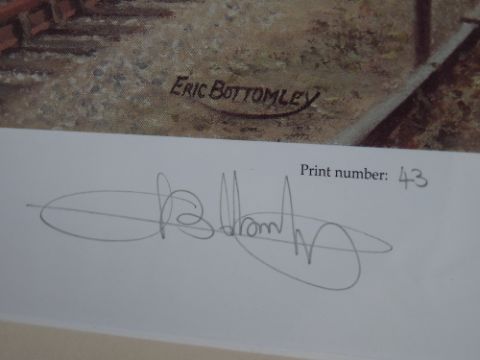 ERIC BOTTOMLEY
Print number: 43